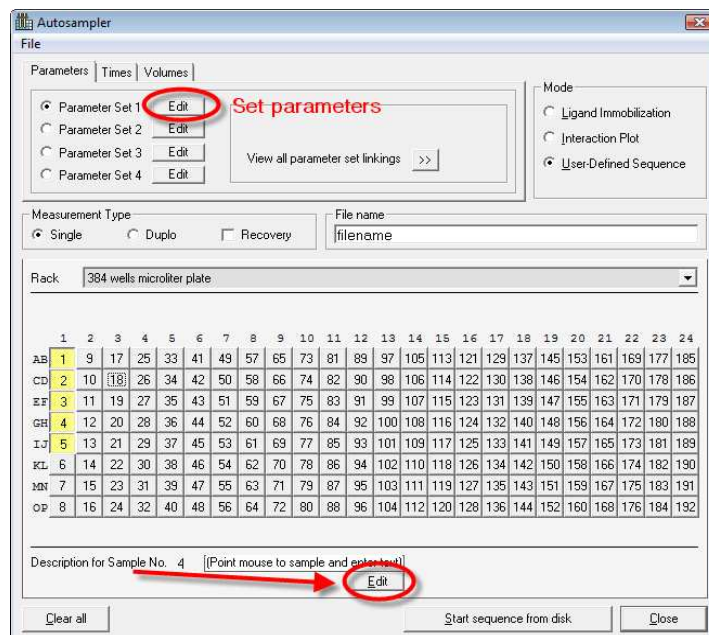 Autosampler
File
Parameters Times Volumes
Parameter Set 1 Edit Set parameters
Parameter Set 2 Edit
Parameter Set 3 Edit View all parameter set linkings >>
Parameter Set 4 Edit
Mode
Ligand Immobilization
Interaction Plot
User-Defined Sequence
Measurement Type
Single Duplo Recovery
File name
filename
Rack 384 wells microliter plate
1 2 3 4 5 6 7 8 9 10 11 12 13 14 15 16 17 18 19 20 21 22 23 24
AB 1 9 17 25 33 41 49 57 65 73 81 89 97 105 113 121 129 137 145 153 161 169 177 185
CD 2 10 18 26 34 42 50 58 66 74 82 90 98 106 114 122 130 138 146 154 162 170 178 186
EF 3 11 19 27 35 43 51 59 67 75 83 91 99 107 115 123 131 139 147 155 163 171 179 187
GH 4 12 20 28 36 44 52 60 68 76 84 92 100 108 116 124 132 140 148 156 164 172 180 188
IJ 5 13 21 29 37 45 53 61 69 77 85 93 101 109 117 125 133 141 149 157 165 173 181 189
KL 6 14 22 30 38 46 54 62 70 78 86 94 102 110 118 126 134 142 150 158 166 174 182 190
MN 7 15 23 31 39 47 55 63 71 79 87 95 103 111 119 127 135 143 151 159 167 175 183 191
OP 8 16 24 32 40 48 56 64 72 80 88 96 104 112 120 128 136 144 152 160 168 176 184 192
Description for Sample No. 4 (Point mouse to sample and enter text)
Edit
Clear all Start sequence from disk Close